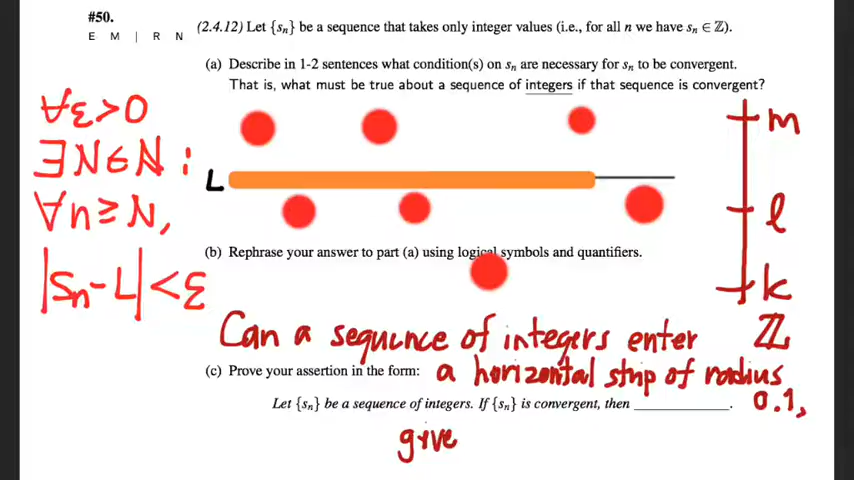 #50.
E M | R N
(2.4.12) Let {sₙ} be a sequence that takes only integer values (i.e., for all n we have sₙ ∈ ℤ).
(a) Describe in 1-2 sentences what condition(s) on sₙ are necessary for sₙ to be convergent.
That is, what must be true about a sequence of integers if that sequence is convergent?
∀ε>0
∃N∈ℕ:
∀n≥N,
|sₙ-L|<ε
L
m
l
k
ℤ
(b) Rephrase your answer to part (a) using logical symbols and quantifiers.
Can a sequence of integers enter
(c) Prove your assertion in the form:
a horizontal strip of radius
0.1,
Let {sₙ} be a sequence of integers. If {sₙ} is convergent, then ____________.
give